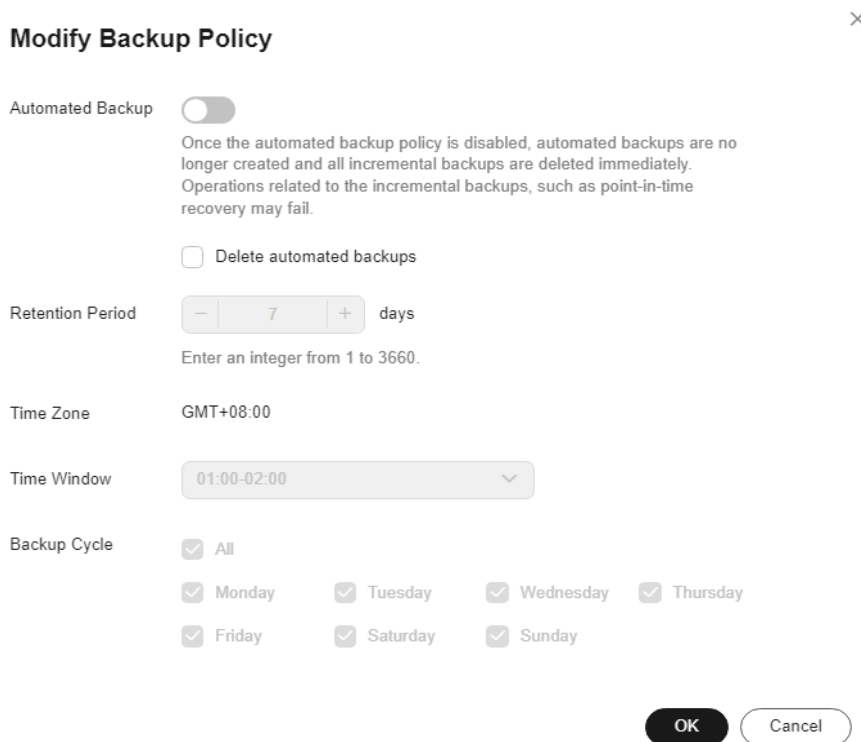 Modify Backup Policy
Automated Backup
Once the automated backup policy is disabled, automated backups are no
longer created and all incremental backups are deleted immediately.
Operations related to the incremental backups, such as point-in-time
recovery may fail.
Delete automated backups
Retention Period − 7 + days
Enter an integer from 1 to 3660.
Time Zone GMT+08:00
Time Window 01:00-02:00
Backup Cycle All
Monday Tuesday Wednesday Thursday
Friday Saturday Sunday
OK Cancel